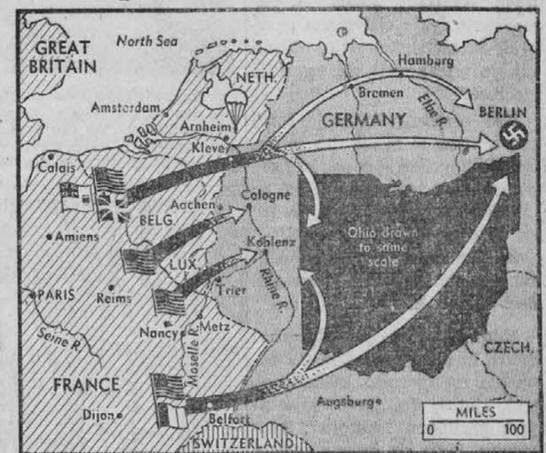 GREAT
BRITAIN
North Sea
Hamburg
NETH.
Bremen
Elbe R.
Amsterdam
BERLIN
Arnheim
GERMANY
Kleve
Calais
Aachen
Cologne
BELG.
Ohio drawn
to same
scale
Amiens
Koblenz
LUX.
Rhine R.
Trier
PARIS
Reims
Metz
Nancy
Moselle R.
Seine R.
CZECH.
FRANCE
Augsburg
MILES
0 100
Dijon
Belfort
SWITZERLAND